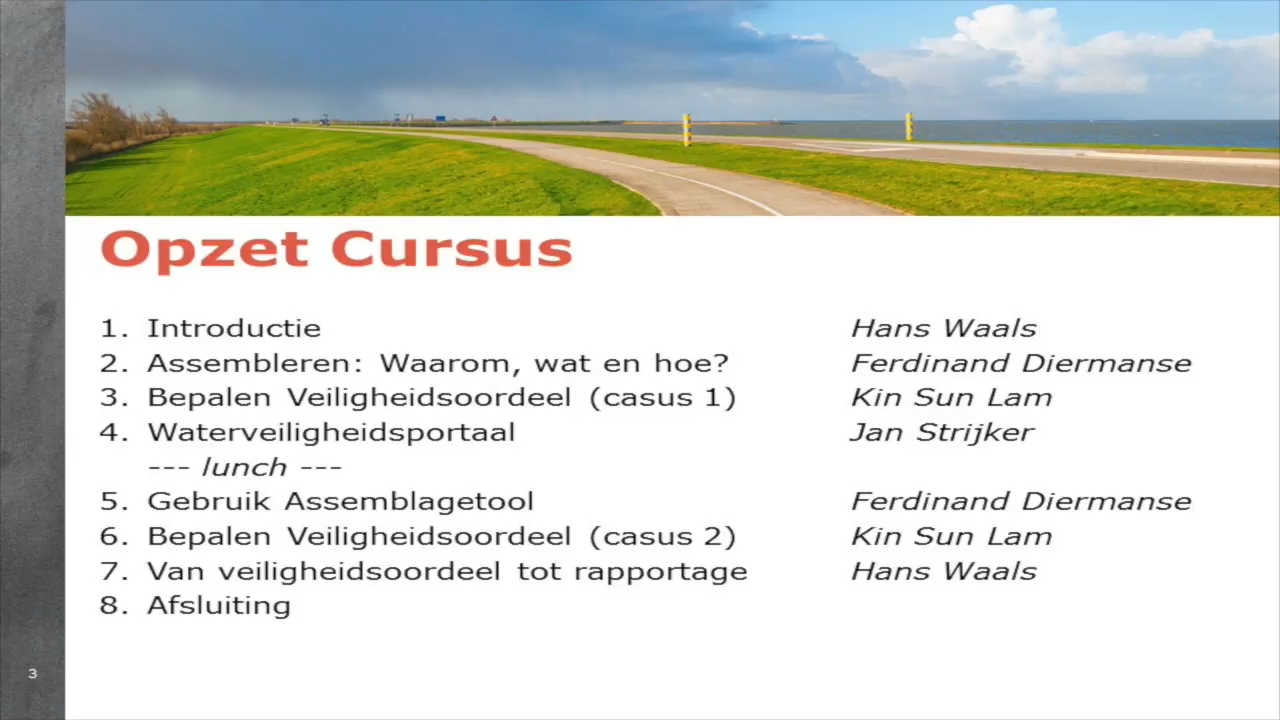 Opzet Cursus
1. Introductie Hans Waals
2. Assembleren: Waarom, wat en hoe? Ferdinand Diermanse
3. Bepalen Veiligheidsoordeel (casus 1) Kin Sun Lam
4. Waterveiligheidsportaal Jan Strijker
--- lunch ---
5. Gebruik Assemblagetool Ferdinand Diermanse
6. Bepalen Veiligheidsoordeel (casus 2) Kin Sun Lam
7. Van veiligheidsoordeel tot rapportage Hans Waals
8. Afsluiting
3